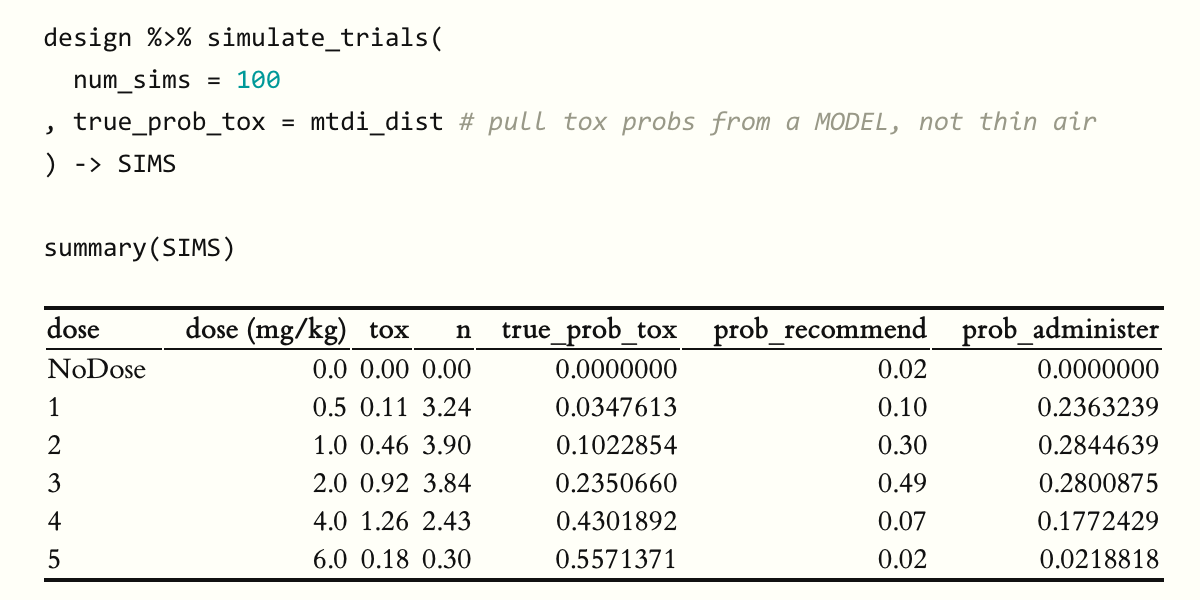 design %>% simulate_trials(
  num_sims = 100
, true_prob_tox = mtdi_dist # pull tox probs from a MODEL, not thin air
) -> SIMS

summary(SIMS)

dose dose (mg/kg) tox n true_prob_tox prob_recommend prob_administer
NoDose 0.0 0.00 0.00 0.0000000 0.02 0.0000000
1 0.5 0.11 3.24 0.0347613 0.10 0.2363239
2 1.0 0.46 3.90 0.1022854 0.30 0.2844639
3 2.0 0.92 3.84 0.2350660 0.49 0.2800875
4 4.0 1.26 2.43 0.4301892 0.07 0.1772429
5 6.0 0.18 0.30 0.5571371 0.02 0.0218818